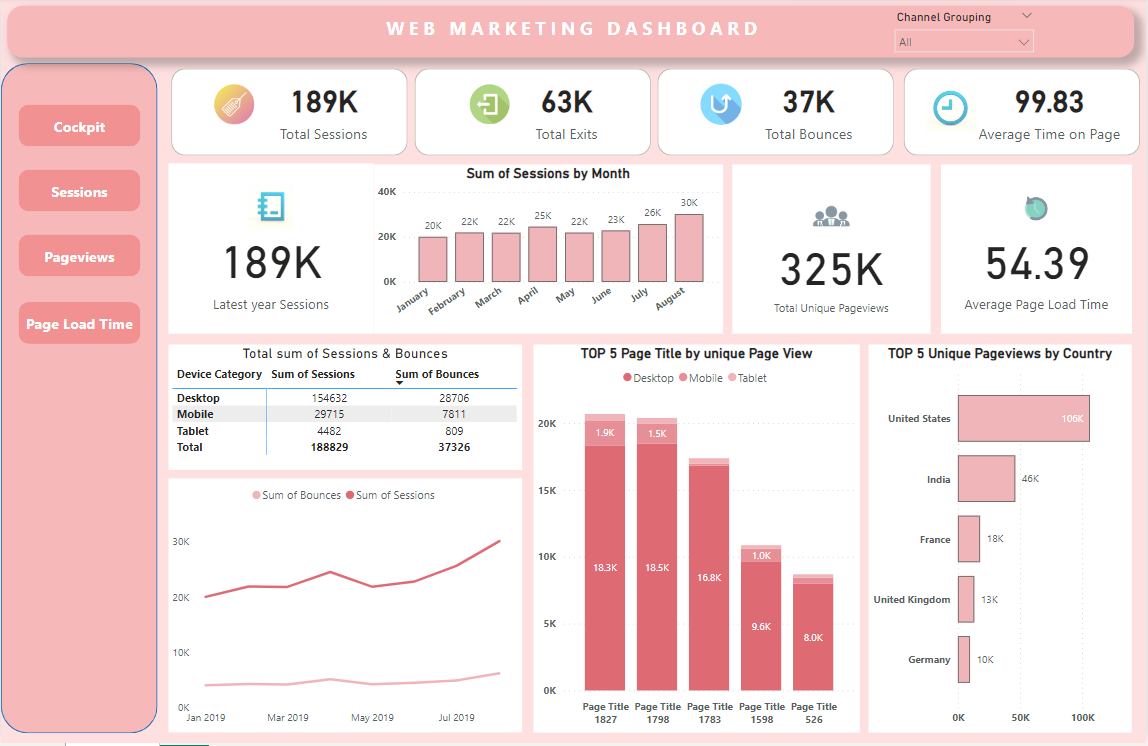 WEB MARKETING DASHBOARD
Channel Grouping
All
Cockpit
Sessions
Pageviews
Page Load Time
189K
Total Sessions
63K
Total Exits
37K
Total Bounces
99.83
Average Time on Page
189K
Latest year Sessions
Sum of Sessions by Month
40K
20K
0K
20K
22K
22K
25K
22K
23K
26K
30K
January
February
March
April
May
June
July
August
325K
Total Unique Pageviews
54.39
Average Page Load Time
Total sum of Sessions & Bounces
Device Category Sum of Sessions Sum of Bounces
Desktop 154632 28706
Mobile 29715 7811
Tablet 4482 809
Total 188829 37326
Sum of Bounces Sum of Sessions
30K
20K
10K
0K
Jan 2019 Mar 2019 May 2019 Jul 2019
TOP 5 Page Title by unique Page View
Desktop Mobile Tablet
20K
15K
10K
5K
0K
1.9K
18.3K
1.5K
18.5K
16.8K
1.0K
9.6K
8.0K
Page Title 1827
Page Title 1798
Page Title 1783
Page Title 1598
Page Title 526
TOP 5 Unique Pageviews by Country
United States 106K
India 46K
France 18K
United Kingdom 13K
Germany 10K
0K 50K 100K